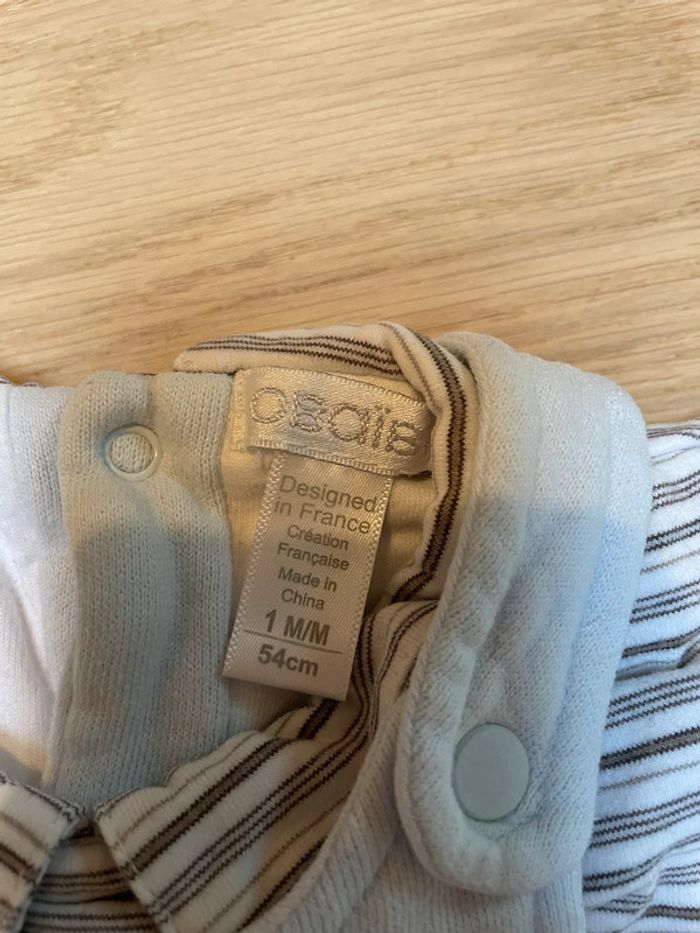 obaïbi
Designed
in France
Création
Française
Made in
China
1 M/M
54cm